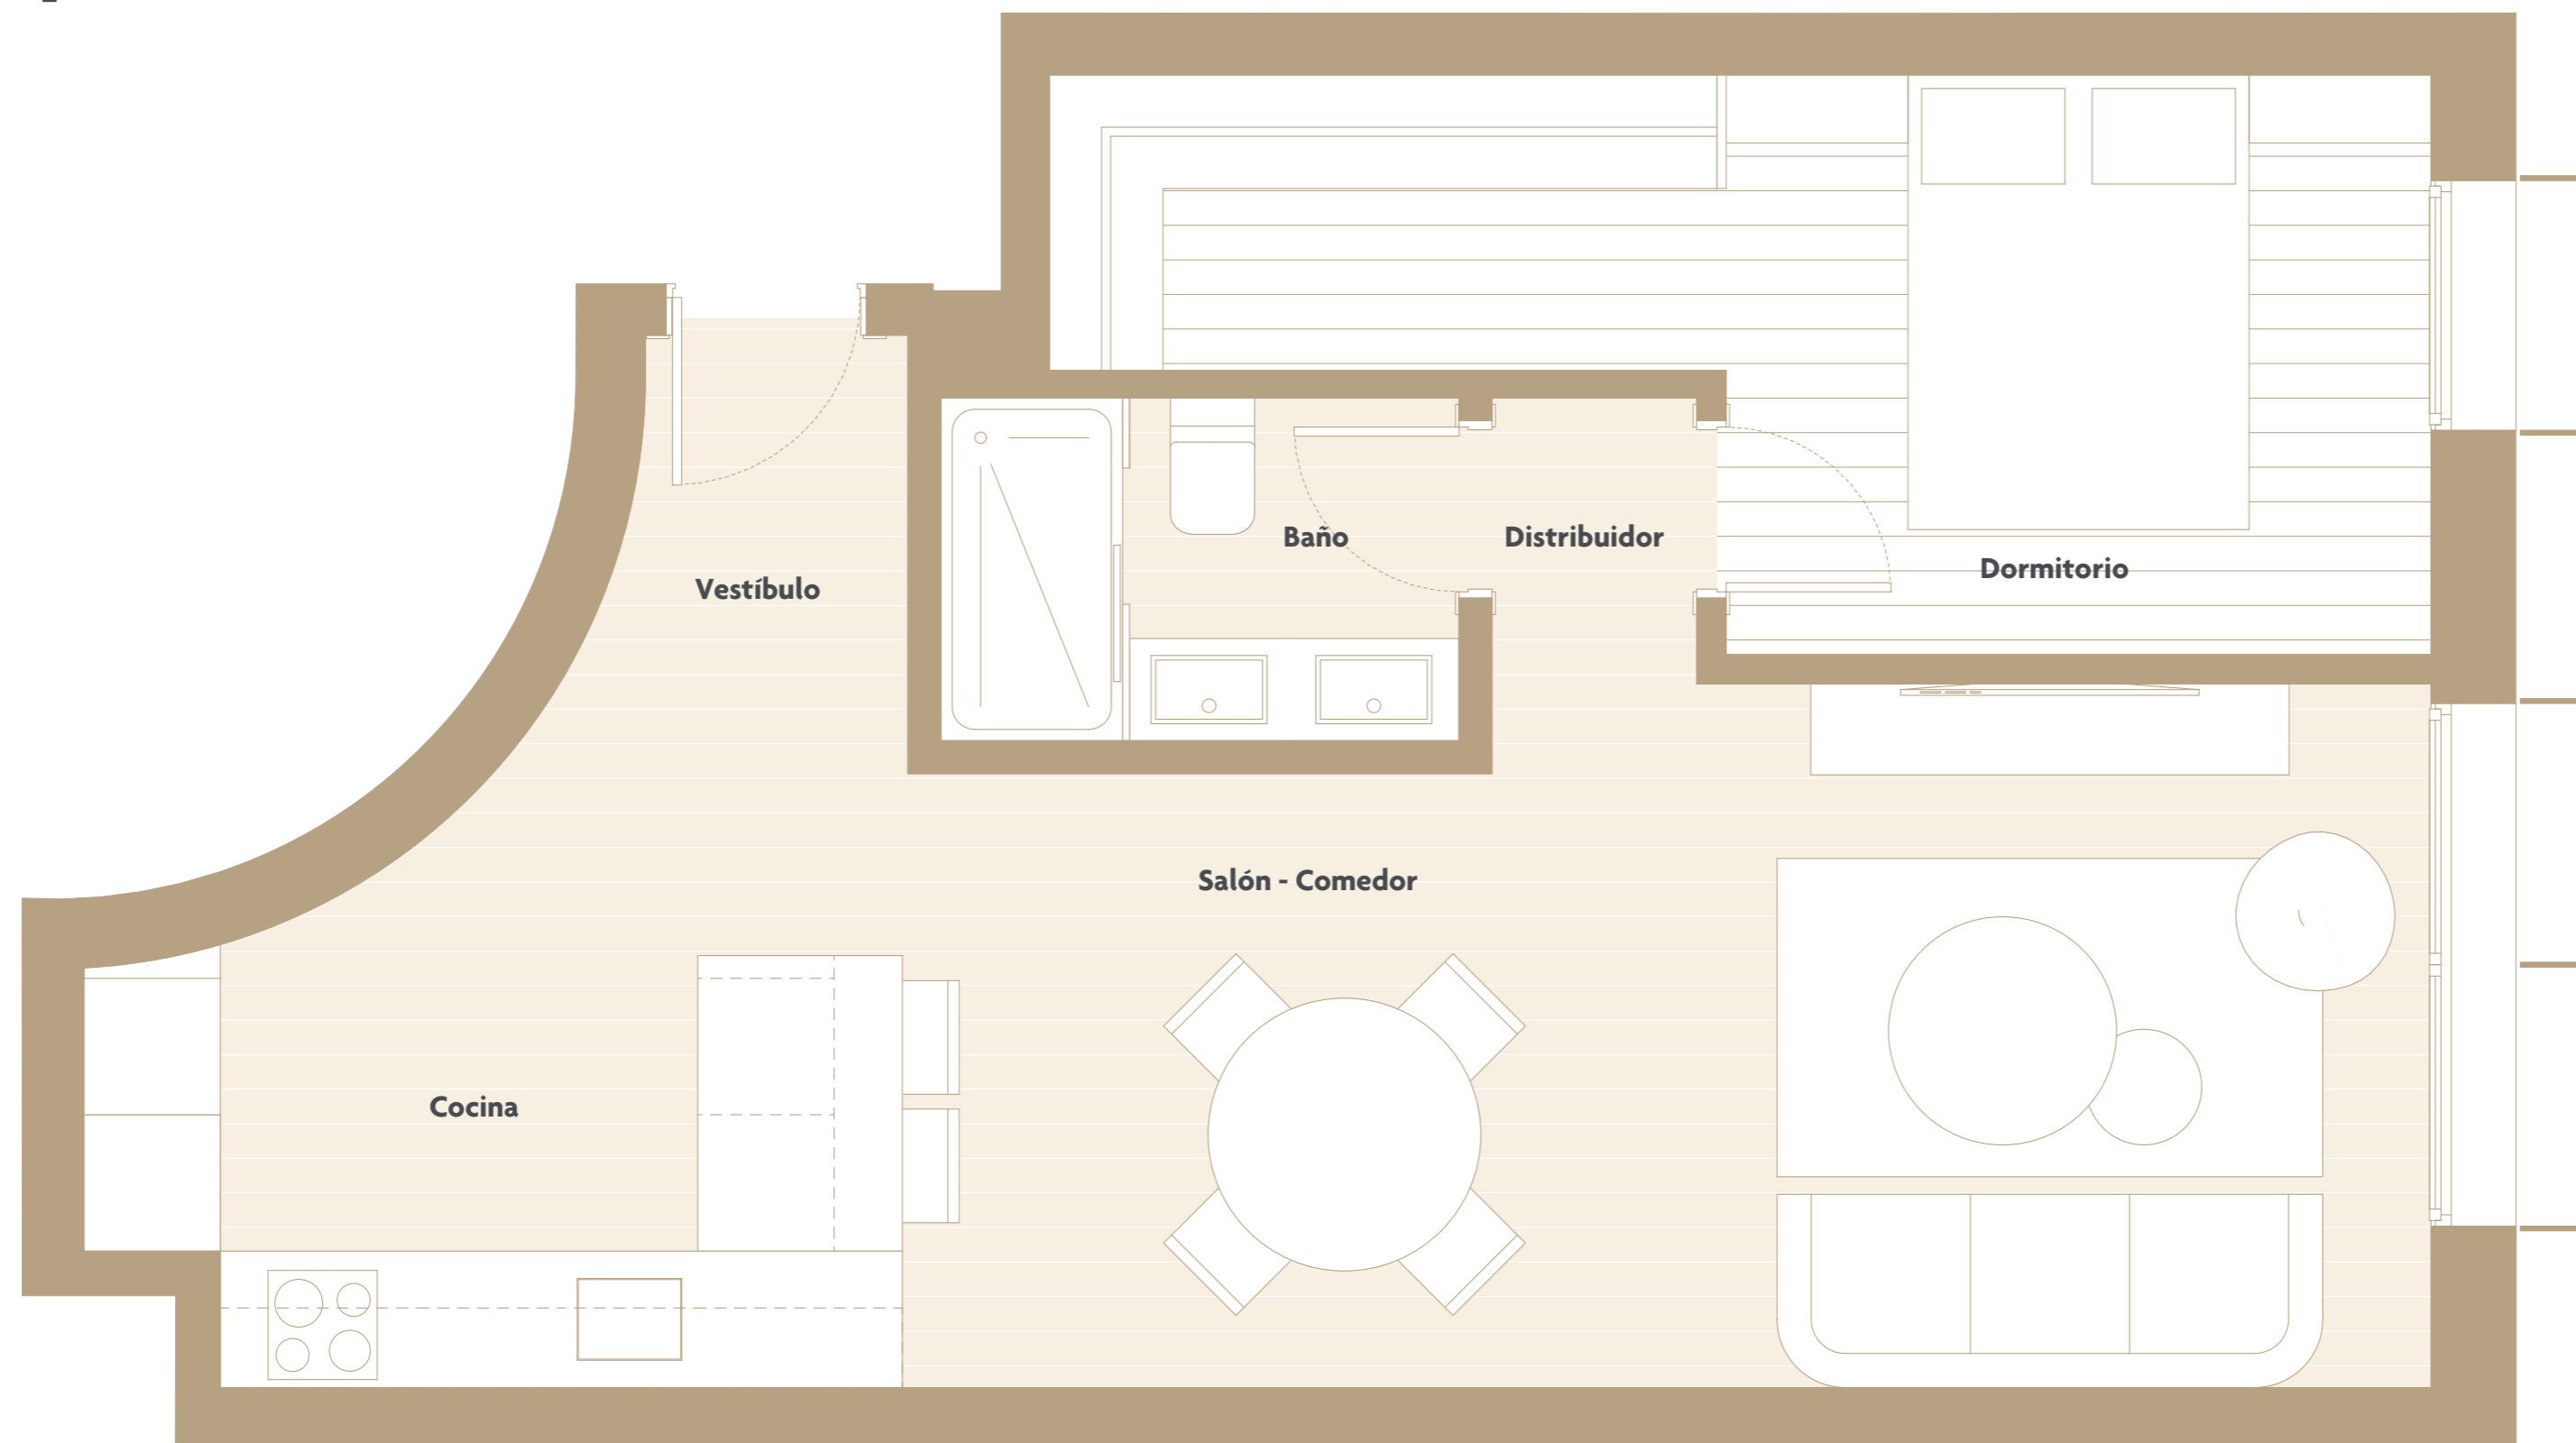 Baño
Distribuidor
Dormitorio
Vestíbulo
Salón - Comedor
Cocina